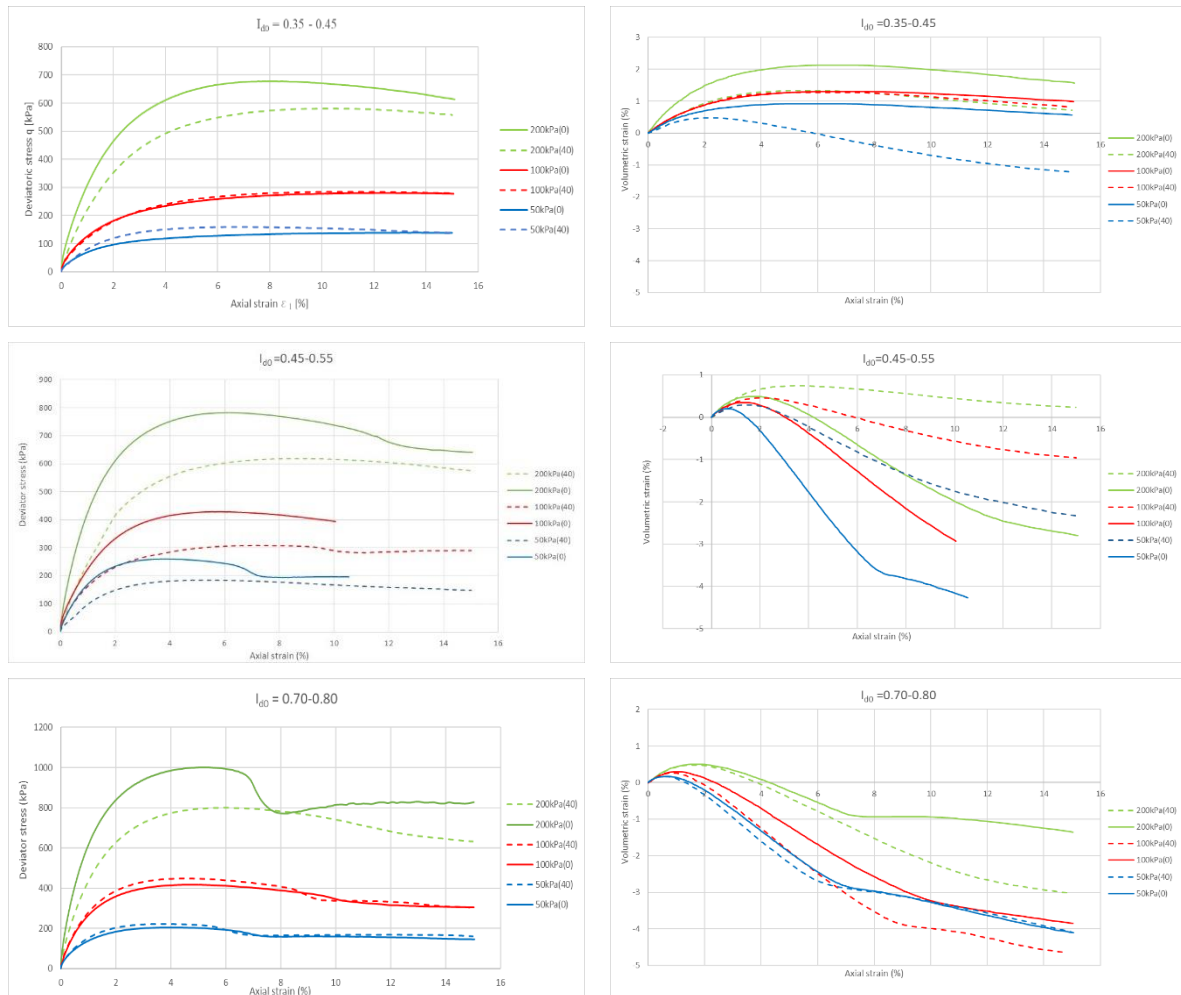 I_d0 = 0.35 - 0.45
Deviatoric stress q [kPa]
800
700
600
500
400
300
200
100
0
0 2 4 6 8 10 12 14 16
Axial strain ε 1 [%]
200kPa(0)
200kPa(40)
100kPa(0)
100kPa(40)
50kPa(0)
50kPa(40)
I_d0 =0.35-0.45
Volumetric strain (%)
3
2
1
0
-1
-2
-3
4
5
0 2 4 6 8 10 12 14 16
Axial strain (%)
200kPa(0)
200kPa(40)
100kPa(0)
100kPa(40)
50kPa(0)
50kPa(40)
I_d0 =0.45-0.55
Deviator stress (kPa)
900
800
700
600
500
400
300
200
100
0
0 2 4 6 8 10 12 14 16
Axial strain (%)
200kPa(40)
200kPa(0)
100kPa(40)
100kPa(0)
50kPa(40)
50kPa(0)
I_d0 =0.45-0.55
Volumetric strain (%)
1
0
-1
-2
-3
-4
-5
-2 0 2 4 6 8 10 12 14 16
Axial strain (%)
200kPa(40)
200kPa(0)
100kPa(40)
100kPa(0)
50kPa(40)
50kPa(0)
I_d0 = 0.70-0.80
Deviator stress (kPa)
1200
1000
800
600
400
200
0
0 2 4 6 8 10 12 14 16
Axial strain (%)
200kPa(40)
200kPa(0)
100kPa(40)
100kPa(0)
50kPa(40)
50kPa(0)
I_d0 =0.70-0.80
Volumetric strain (%)
2
1
0
-1
-2
-3
4
5
0 2 4 6 8 10 12 14 16
Axial strain (%)
200kPa(40)
200kPa(0)
100kPa(40)
100kPa(0)
50kPa(40)
50kPa(0)